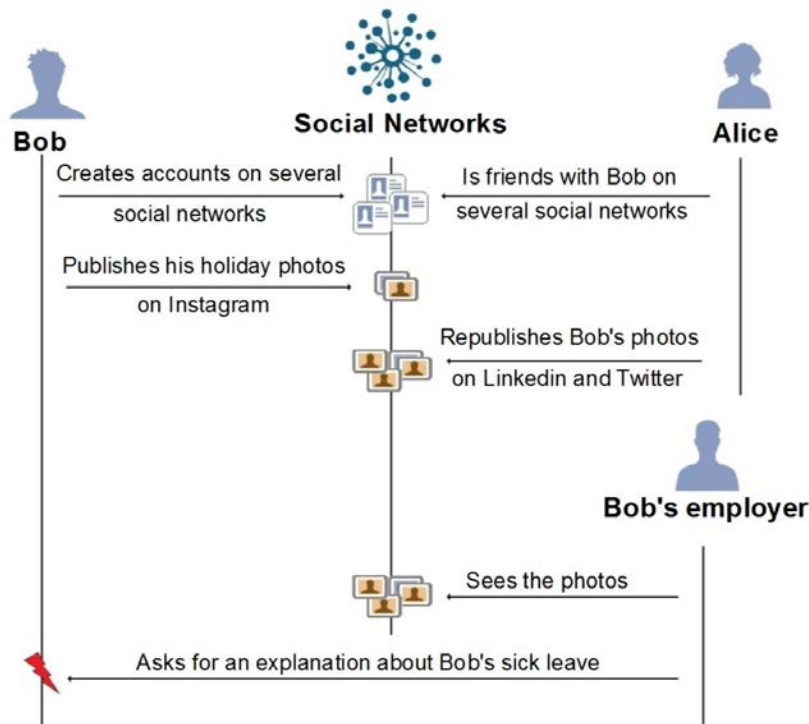 Bob
Social Networks
Alice
Creates accounts on several
social networks
Is friends with Bob on
several social networks
Publishes his holiday photos
on Instagram
Republishes Bob's photos
on Linkedin and Twitter
Bob's employer
Sees the photos
Asks for an explanation about Bob's sick leave